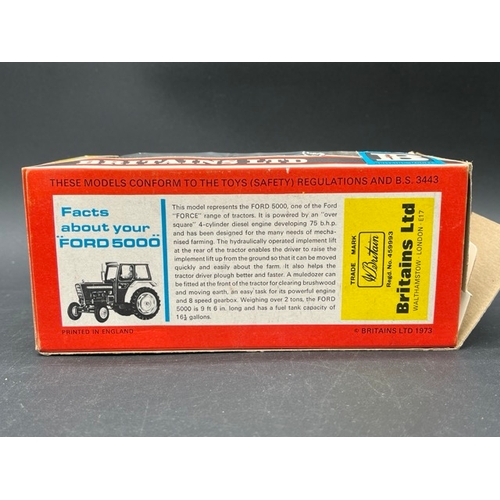 BRITAINS LTD
THESE MODELS CONFORM TO THE TOYS (SAFETY) REGULATIONS AND B.S. 3443.
Facts
about your
"FORD 5000"
This model represents the FORD 5000, one of the Ford
"FORCE" range of tractors. It is powered by an "over
square" 4-cylinder diesel engine developing 75 b.h.p.
and has been designed for the many needs of mecha-
nised farming. The hydraulically operated implement lift
at the rear of the tractor enables the driver to raise the
implement lift up from the ground so that it can be moved
quickly and easily about the farm. It also helps the
tractor driver plough better and faster. A muledozer can
be fitted at the front of the tractor for clearing brushwood
and moving earth, an easy task for its powerful engine
and 8 speed gearbox. Weighing over 2 tons, the FORD
5000 is 9 ft 6 in. long and has a fuel tank capacity of
16½ gallons.
TRADE MARK
Britain
Regd. No. 459993
Britains Ltd
WALTHAMSTOW LONDON E17
PRINTED IN ENGLAND
© BRITAINS LTD, 1973